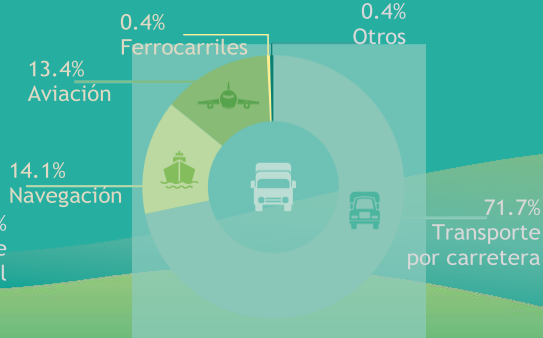 0.4%
Ferrocarriles
0.4%
Otros
13.4%
Aviación
14.1%
Navegación
71.7%
Transporte
por carretera
%
e
l